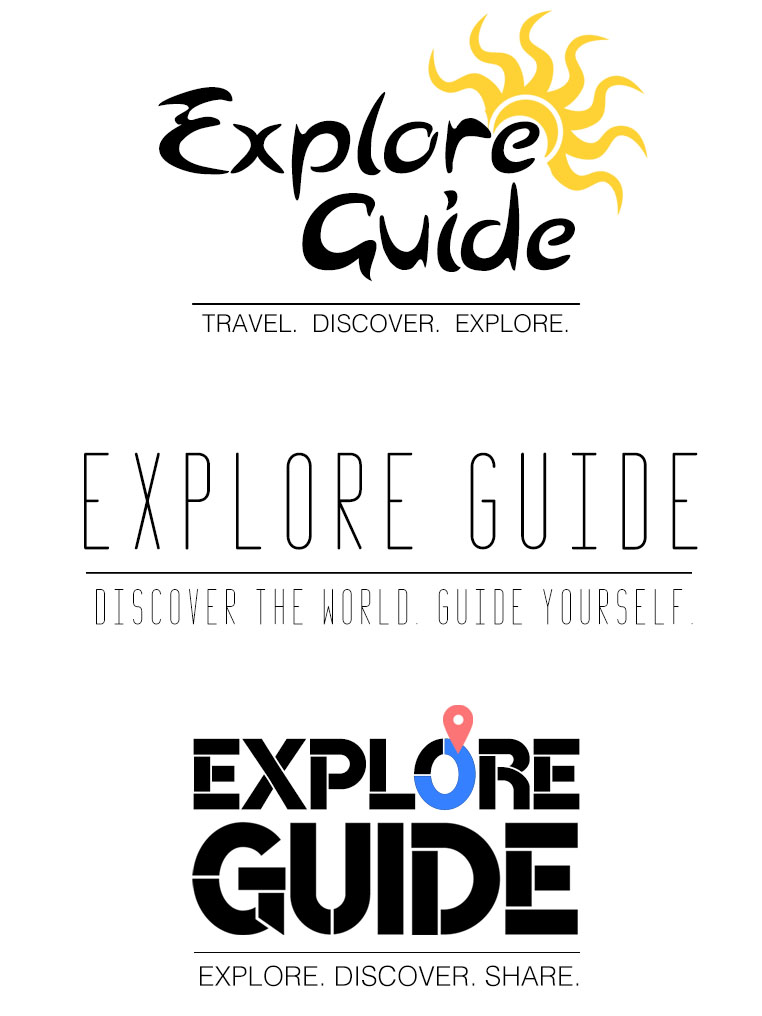 Explore
Guide
TRAVEL. DISCOVER. EXPLORE.
EXPLORE GUIDE
DISCOVER THE WORLD. GUIDE YOURSELF.
EXPLORE
GUIDE
EXPLORE. DISCOVER. SHARE.